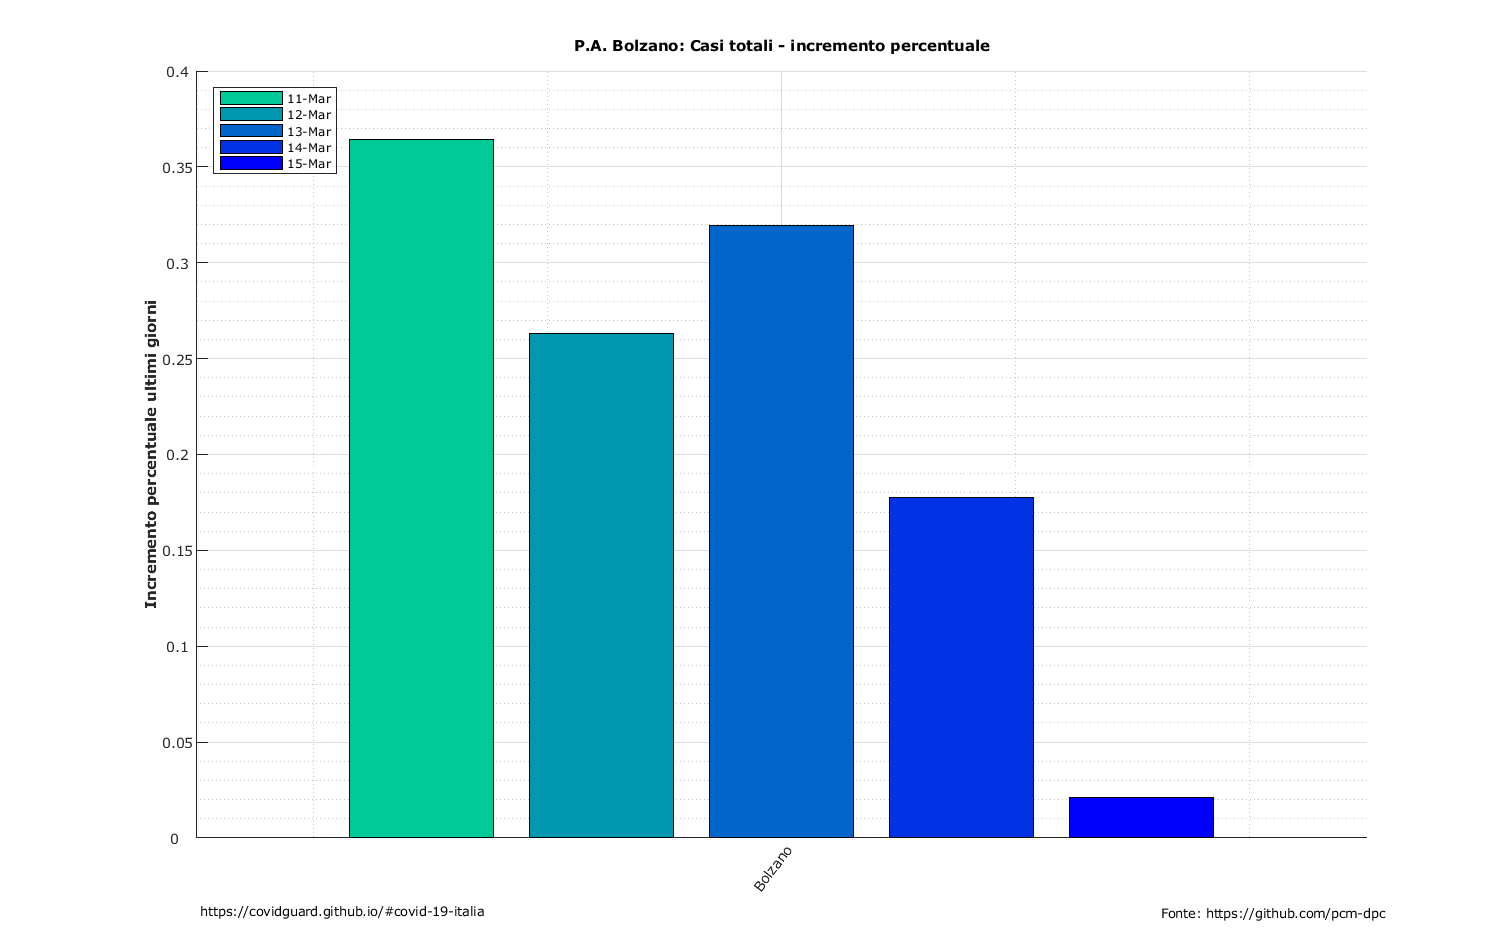 P.A. Bolzano: Casi totali - incremento percentuale
0.4
0.35
0.3
0.25
0.2
0.15
0.1
0.05
0
Incremento percentuale ultimi giorni
11-Mar
12-Mar
13-Mar
14-Mar
15-Mar
Bolzano
https://covidguard.github.io/#covid-19-italia
Fonte: https://github.com/pcm-dpc